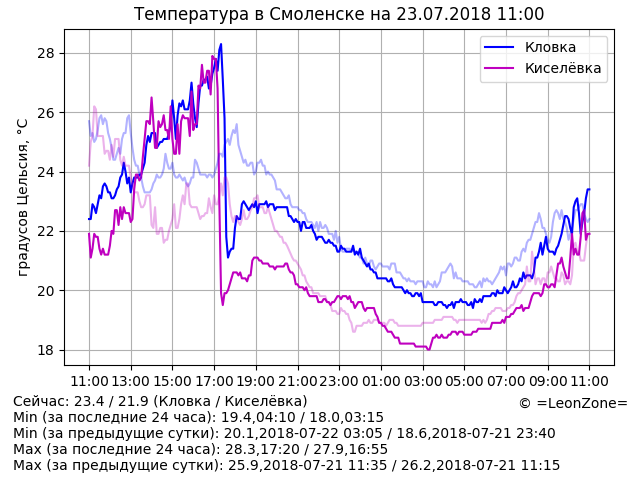 Температура в Смоленске на 23.07.2018 11:00
Кловка
Киселёвка
градусов Цельсия, °C
28
26
24
22
20
18
11:00 13:00 15:00 17:00 19:00 21:00 23:00 01:00 03:00 05:00 07:00 09:00 11:00
Сейчас: 23.4 / 21.9 (Кловка / Киселёвка)
© =LeonZone=
Min (за последние 24 часа): 19.4,04:10 / 18.0,03:15
Min (за предыдущие сутки): 20.1,2018-07-22 03:05 / 18.6,2018-07-21 23:40
Max (за последние 24 часа): 28.3,17:20 / 27.9,16:55
Max (за предыдущие сутки): 25.9,2018-07-21 11:35 / 26.2,2018-07-21 11:15